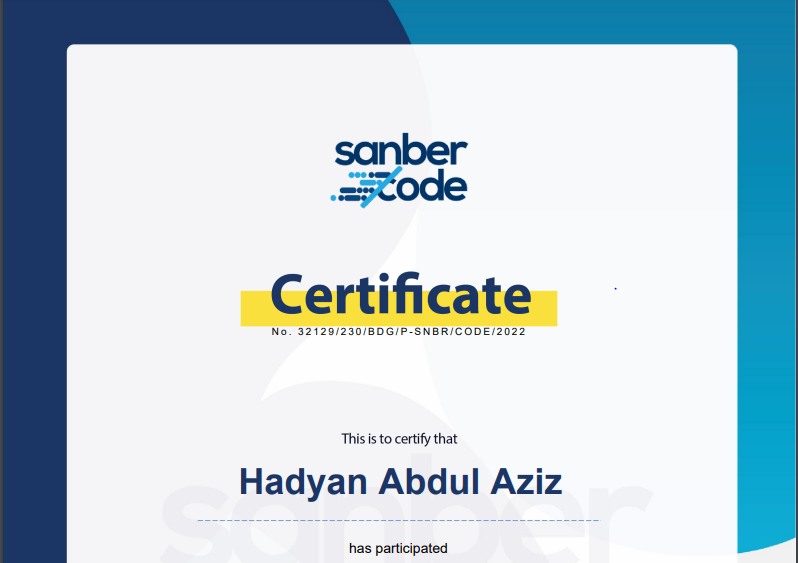 sanber
code
Certificate
No. 32129/230/BDG/P-SNBR/CODE/2022
This is to certify that
Hadyan Abdul Aziz
sanber
has participated